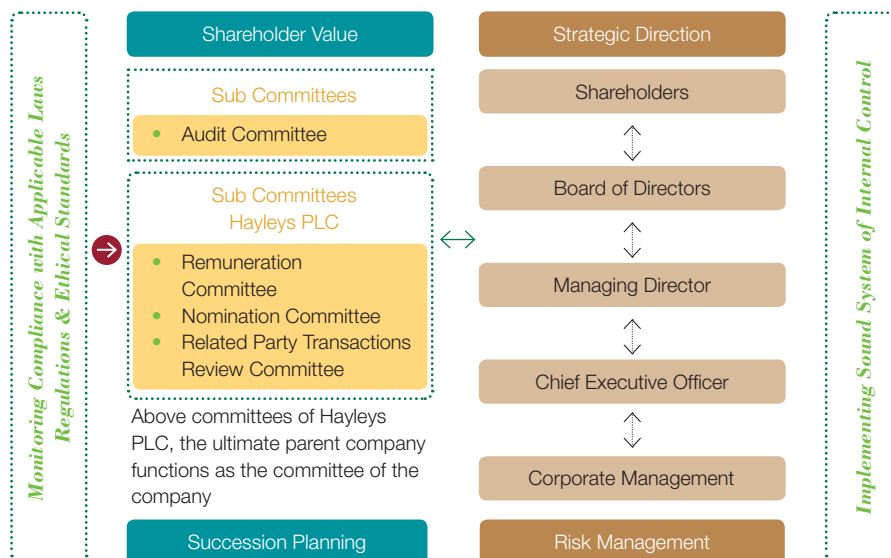 Monitoring Compliance with Applicable Laws
Regulations & Ethical Standards
Shareholder Value
Sub Committees
• Audit Committee
Sub Committees
Hayleys PLC
• Remuneration
Committee
• Nomination Committee
• Related Party Transactions
Review Committee
Above committees of Hayleys
PLC, the ultimate parent company
functions as the committee of the
company
Succession Planning
Strategic Direction
Shareholders
Board of Directors
Managing Director
Chief Executive Officer
Corporate Management
Risk Management
Implementing Sound System of Internal Control